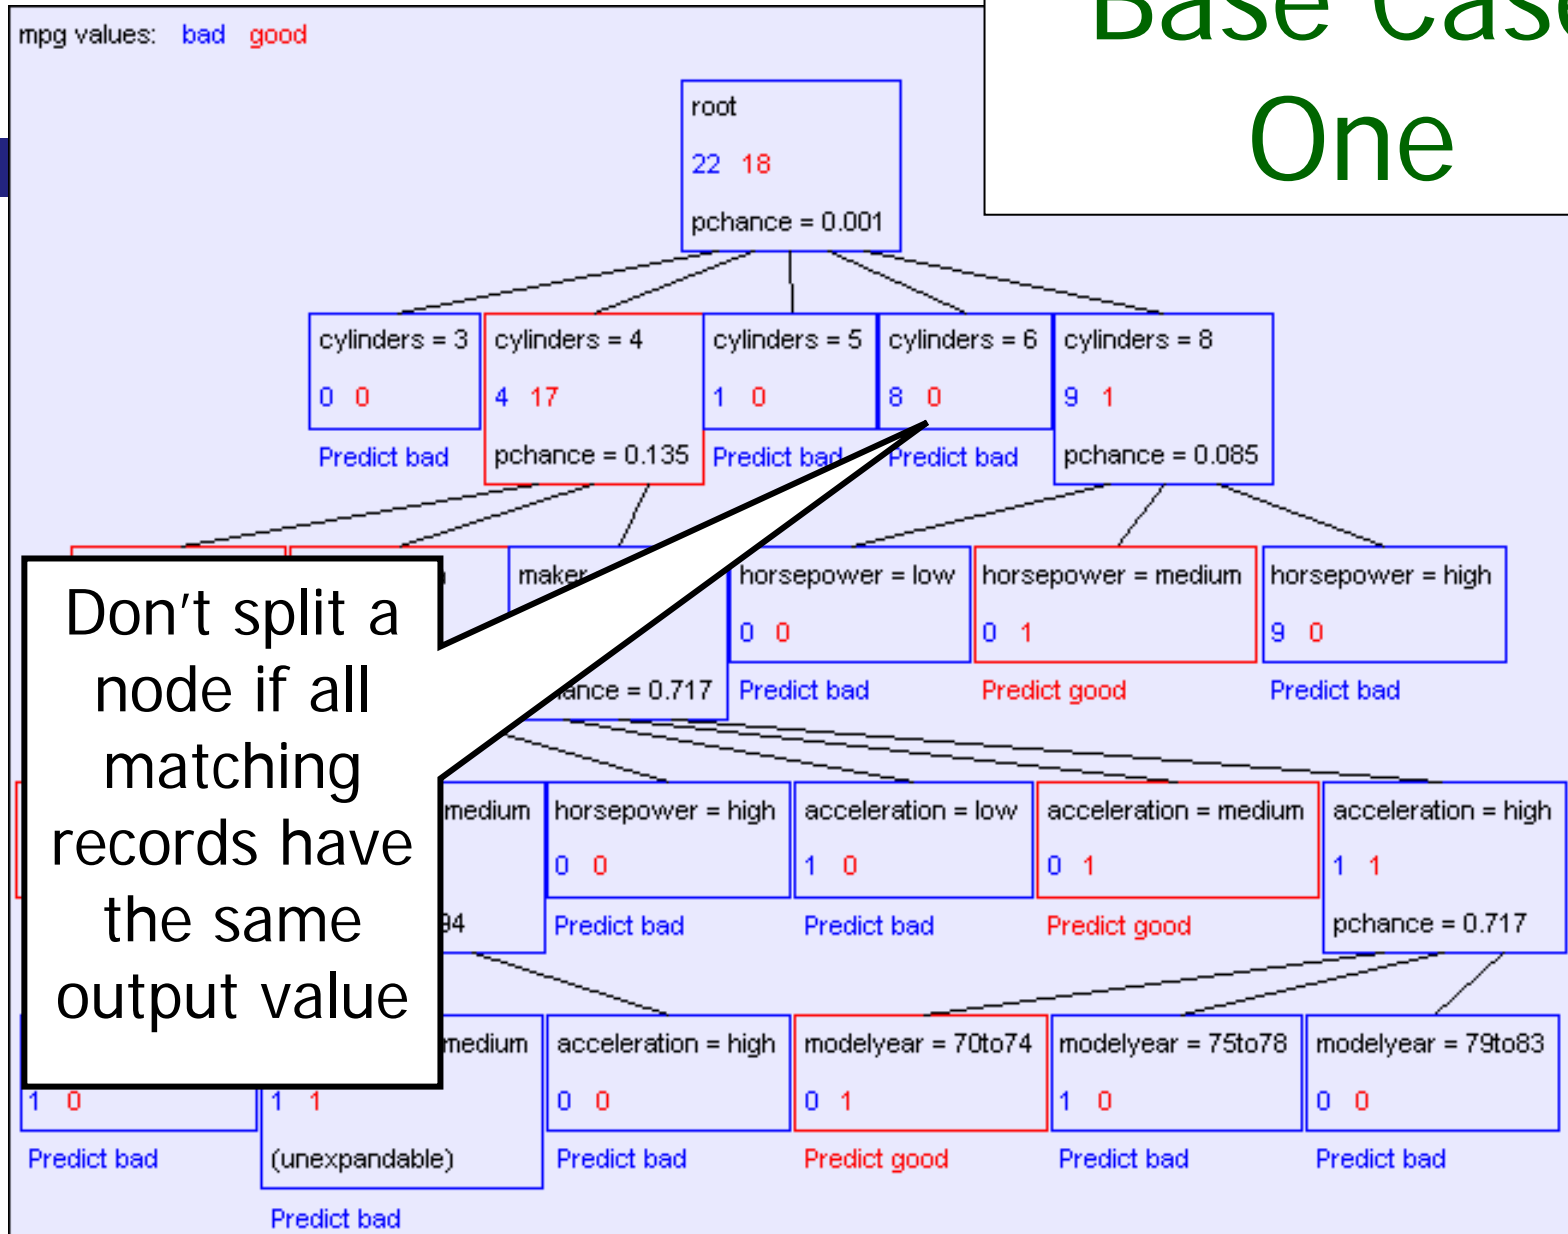 Base Case
One
mpg values: bad good
root
22 18
pchance = 0.001
cylinders = 3
0 0
Predict bad
cylinders = 4
4 17
pchance = 0.135
cylinders = 5
1 0
Predict bad
cylinders = 6
8 0
Predict bad
cylinders = 8
9 1
pchance = 0.085
maker
= 0.717
horsepower = low
0 0
Predict bad
horsepower = medium
0 1
Predict good
horsepower = high
9 0
Predict bad
Don't split a
node if all
matching
records have
the same
output value
medium
94
horsepower = high
0 0
Predict bad
acceleration = low
1 0
Predict bad
acceleration = medium
0 1
Predict good
acceleration = high
1 1
pchance = 0.717
1 0
Predict bad
medium
1 1
(unexpandable)
Predict bad
acceleration = high
0 0
Predict bad
modelyear = 70to74
0 1
Predict good
modelyear = 75to78
1 0
Predict bad
modelyear = 79to83
0 0
Predict bad